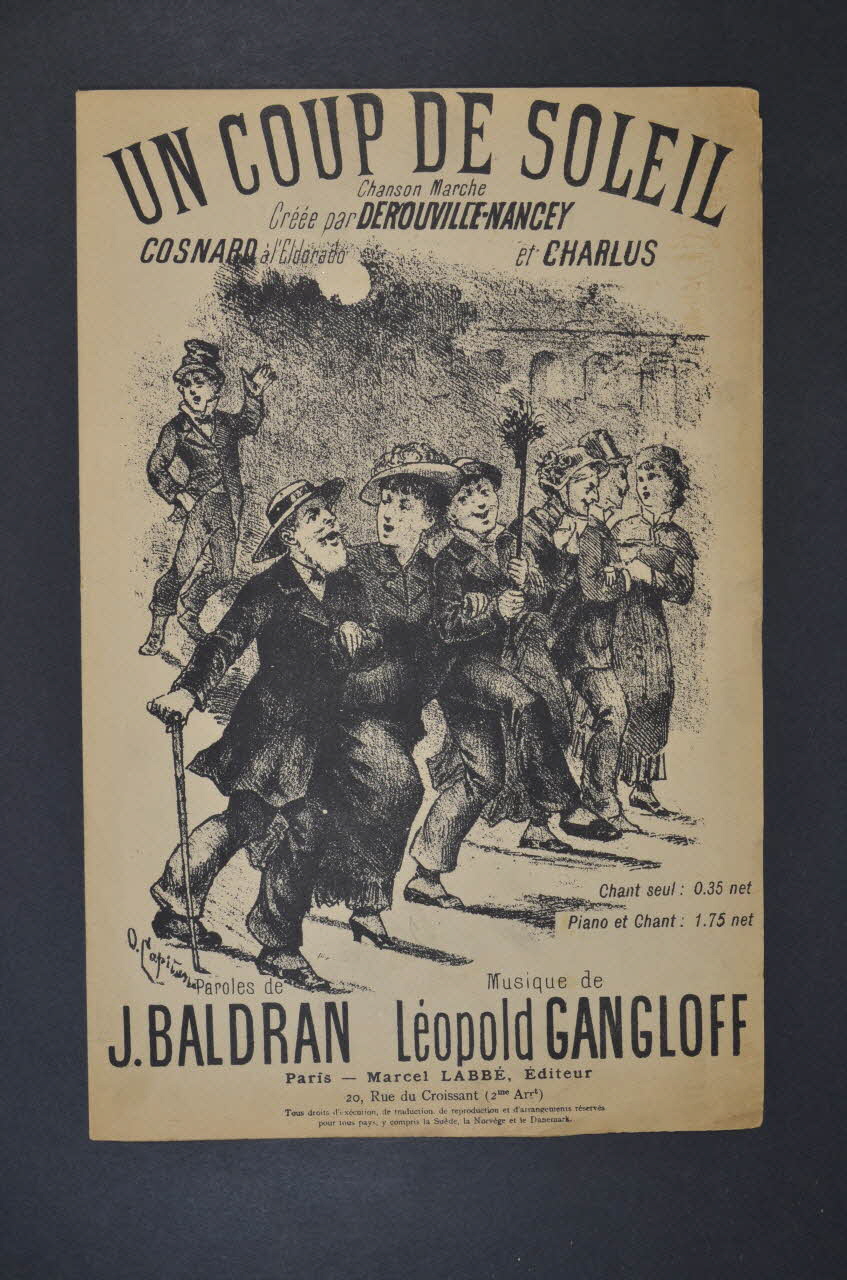 UN COUP DE SOLEIL
Chanson Marche
Créée par DEROUVILLE-NANCEY
COSNARD à l'Eldorado et CHARLUS
Chant seul : 0.35 net
Piano et Chant : 1.75 net
Paroles de Musique de
J. BALDRAN Léopold GANGLOFF
Paris — Marcel LABBÉ, Éditeur
20, Rue du Croissant (2me Arrt)
Tous droits d'exécution, de traduction, de reproduction et d'arrangements réservés
pour tous pays, y compris la Suède, la Norvège et le Danemark.